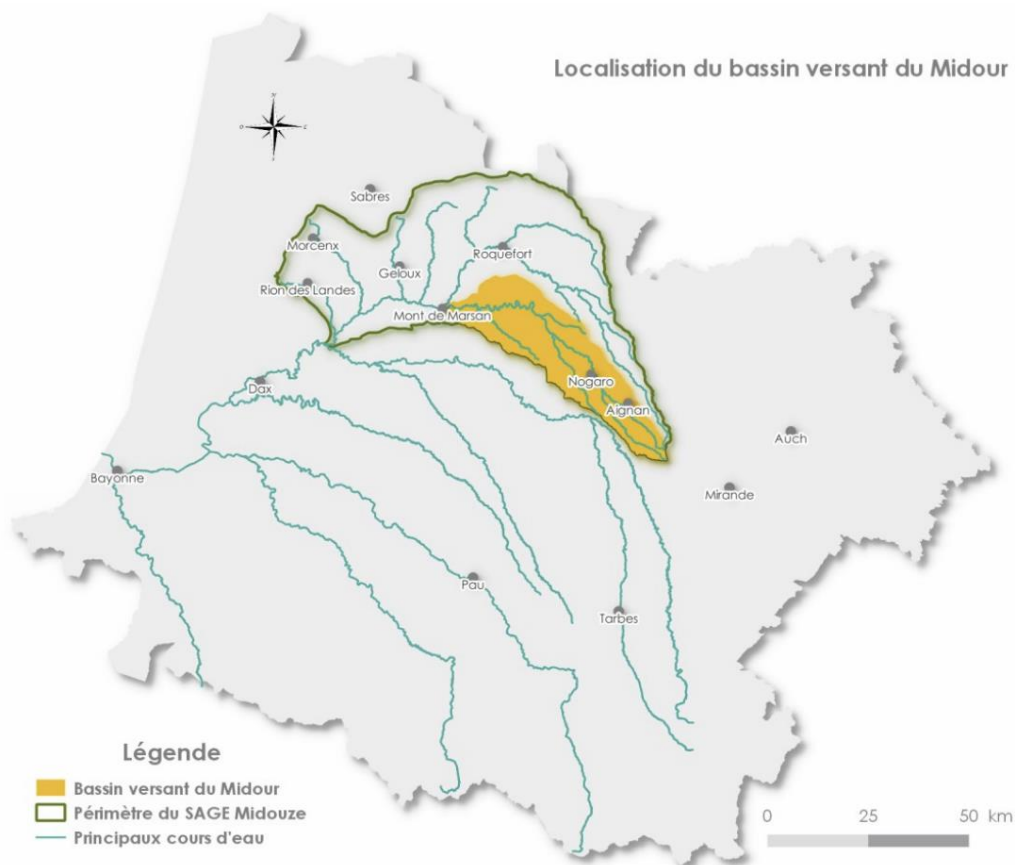 Localisation du bassin versant du Midour
N
O
E
S
Sabres
Morcenx
Roquefort
Geloux
Rion des Landes
Mont de Marsan
Nogaro
Dax
Aignan
Auch
Bayonne
Mirande
Pau
Tarbes
Légende
Bassin versant du Midour
Périmètre du SAGE Midouze
Principaux cours d'eau
0 25 50 km